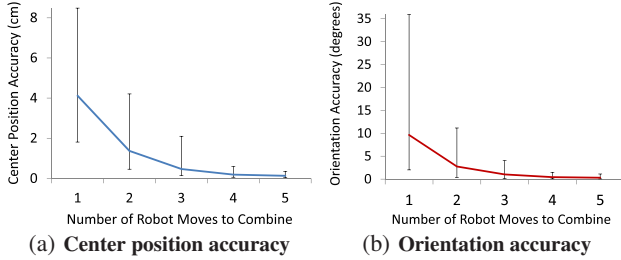 Center Position Accuracy (cm)
8
6
4
2
0
1 2 3 4 5
Number of Robot Moves to Combine
(a) Center position accuracy
Orientation Accuracy (degrees)
35
30
25
20
15
10
5
0
1 2 3 4 5
Number of Robot Moves to Combine
(b) Orientation accuracy